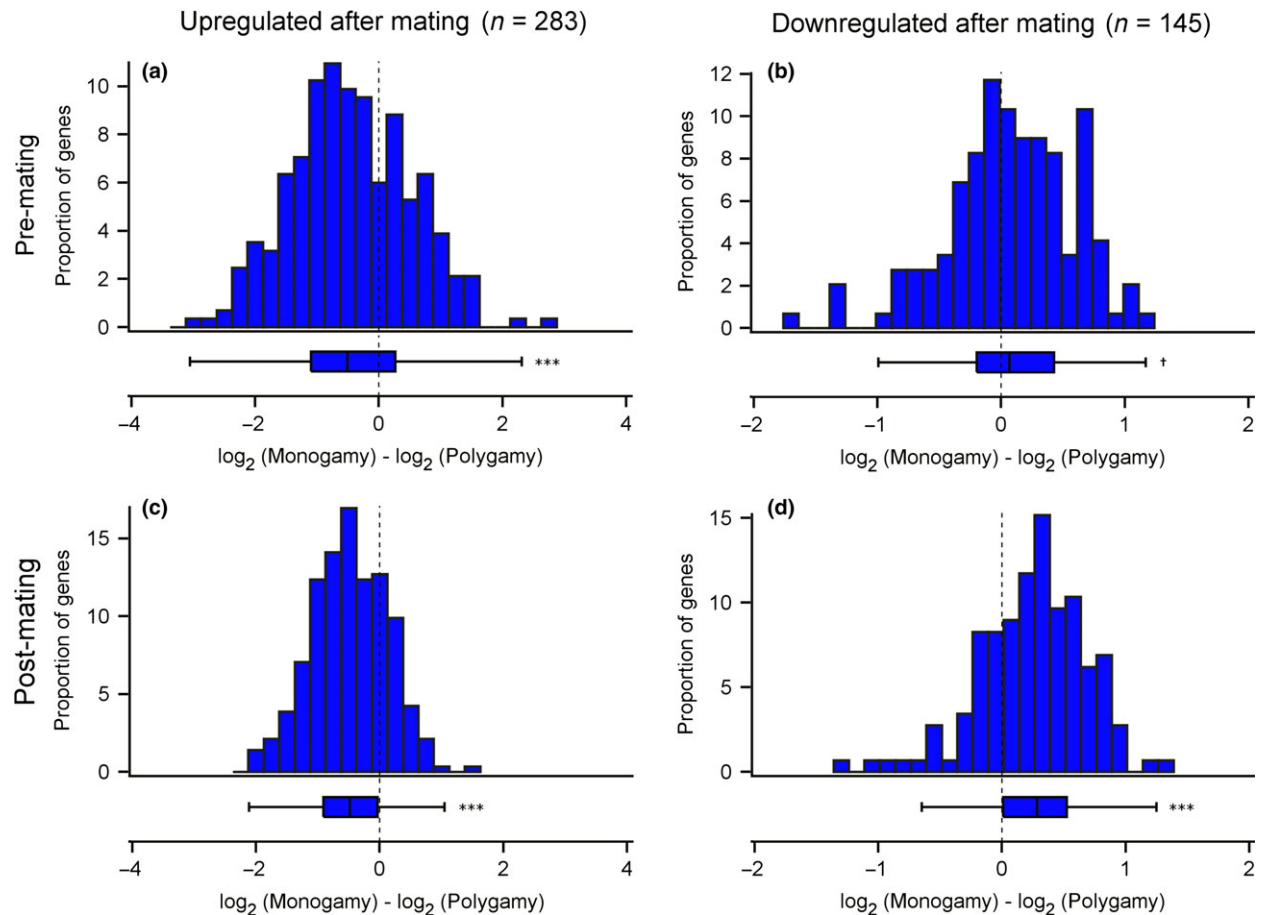 Upregulated after mating (n = 283)
Downregulated after mating (n = 145)
Pre-mating
(a)
Proportion of genes
10
8
6
4
2
0
***
−4 −2 0 2 4
log₂ (Monogamy) - log₂ (Polygamy)
(b)
Proportion of genes
12
10
8
6
4
2
0
†
−2 −1 0 1 2
log₂ (Monogamy) - log₂ (Polygamy)
Post-mating
(c)
Proportion of genes
15
10
5
0
***
−4 −2 0 2 4
log₂ (Monogamy) - log₂ (Polygamy)
(d)
Proportion of genes
15
10
5
0
***
−2 −1 0 1 2
log₂ (Monogamy) - log₂ (Polygamy)